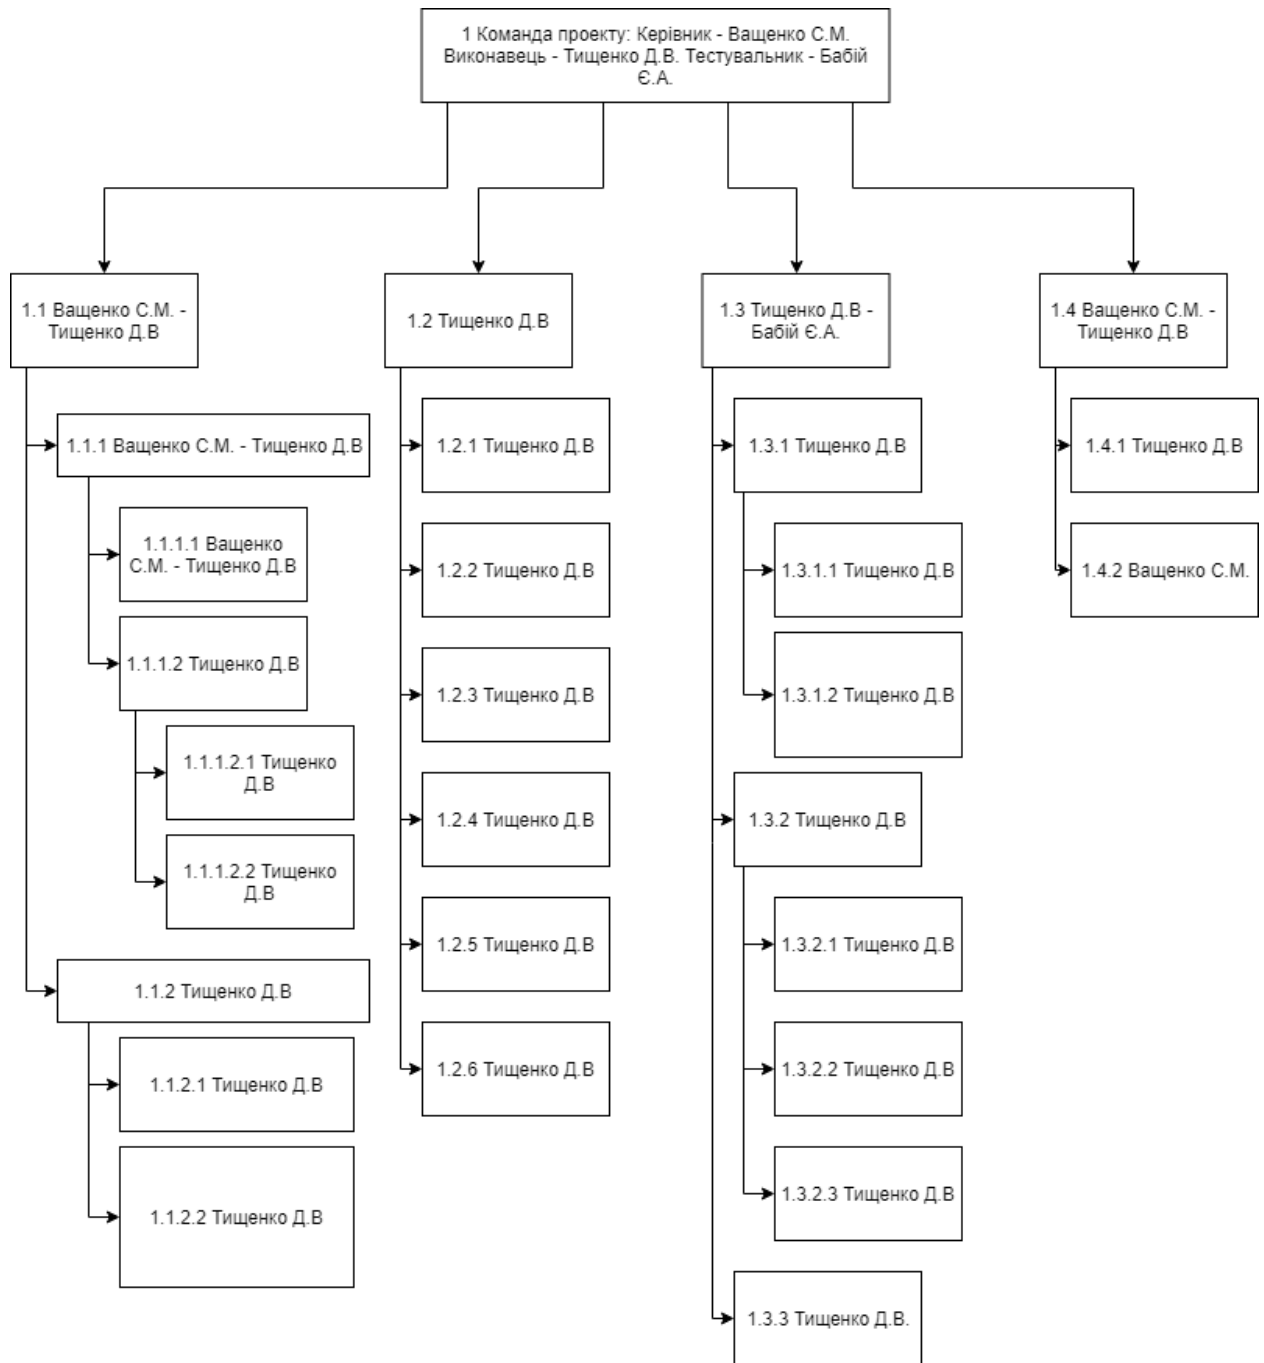 1 Команда проекту: Керівник - Ващенко С.М.
Виконавець - Тищенко Д.В. Тестувальник - Бабій
Є.А.
1.1 Ващенко С.М. -
Тищенко Д.В
1.2 Тищенко Д.В
1.3 Тищенко Д.В -
Бабій Є.А.
1.4 Ващенко С.М. -
Тищенко Д.В
1.1.1 Ващенко С.М. - Тищенко Д.В
1.1.1.1 Ващенко
С.М. - Тищенко Д.В
1.1.1.2 Тищенко Д.В
1.1.1.2.1 Тищенко
Д.В
1.1.1.2.2 Тищенко
Д.В
1.1.2 Тищенко Д.В
1.1.2.1 Тищенко Д.В
1.1.2.2 Тищенко Д.В
1.2.1 Тищенко Д.В
1.2.2 Тищенко Д.В
1.2.3 Тищенко Д.В
1.2.4 Тищенко Д.В
1.2.5 Тищенко Д.В
1.2.6 Тищенко Д.В
1.3.1 Тищенко Д.В
1.3.1.1 Тищенко Д.В
1.3.1.2 Тищенко Д.В
1.3.2 Тищенко Д.В
1.3.2.1 Тищенко Д.В
1.3.2.2 Тищенко Д.В
1.3.2.3 Тищенко Д.В
1.3.3 Тищенко Д.В.
1.4.1 Тищенко Д.В
1.4.2 Ващенко С.М.